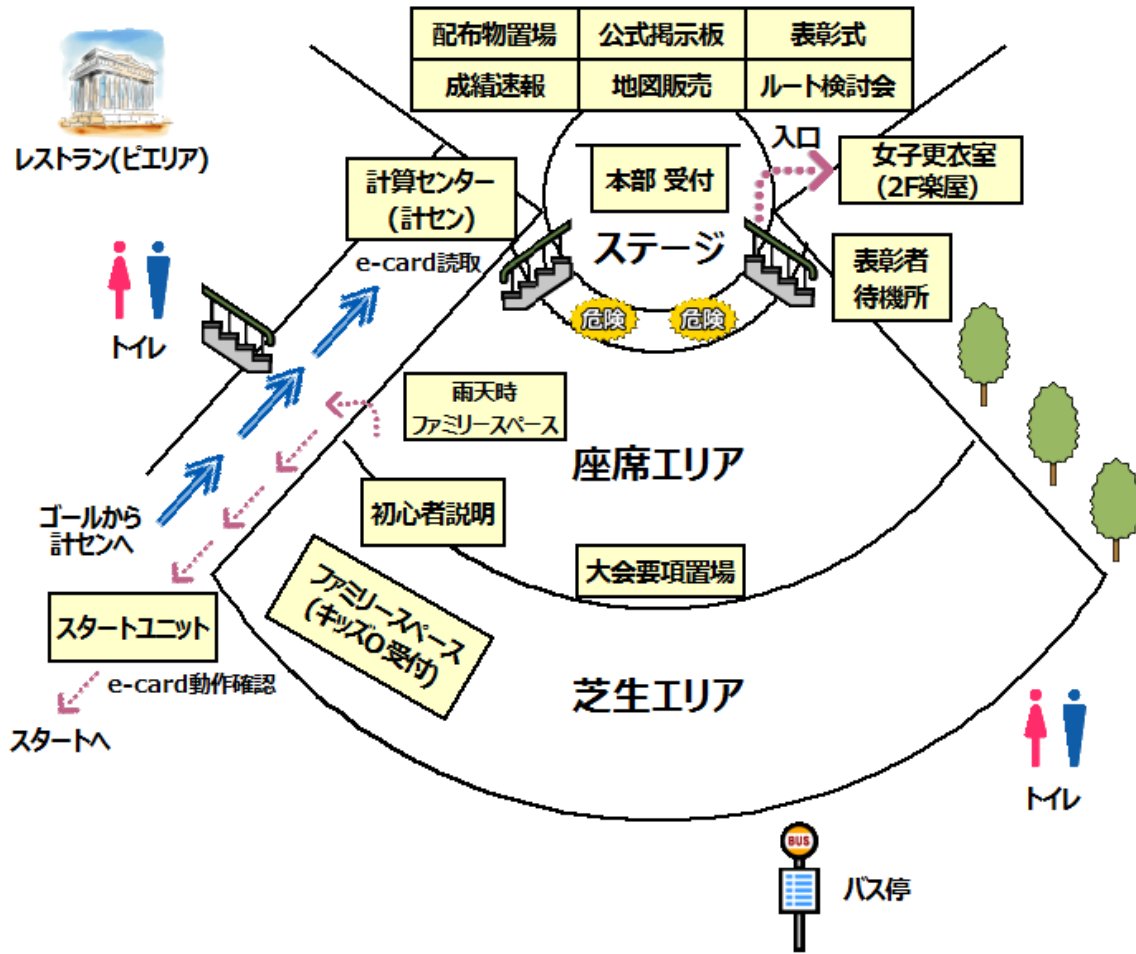 配布物置場
公式掲示板
表彰式
成績速報
地図販売
ルート検討会
レストラン(ピエリア)
入口
女子更衣室
(2F楽屋)
計算センター
(計セン)
本部 受付
e-card読取
ステージ
表彰者
待機所
トイレ
危険
危険
雨天時
ファミリースペース
座席エリア
ゴールから
計センへ
初心者説明
大会要項置場
ファミリースペース
(キッズO受付)
スタートユニット
e-card動作確認
芝生エリア
スタートへ
トイレ
BUS
バス停